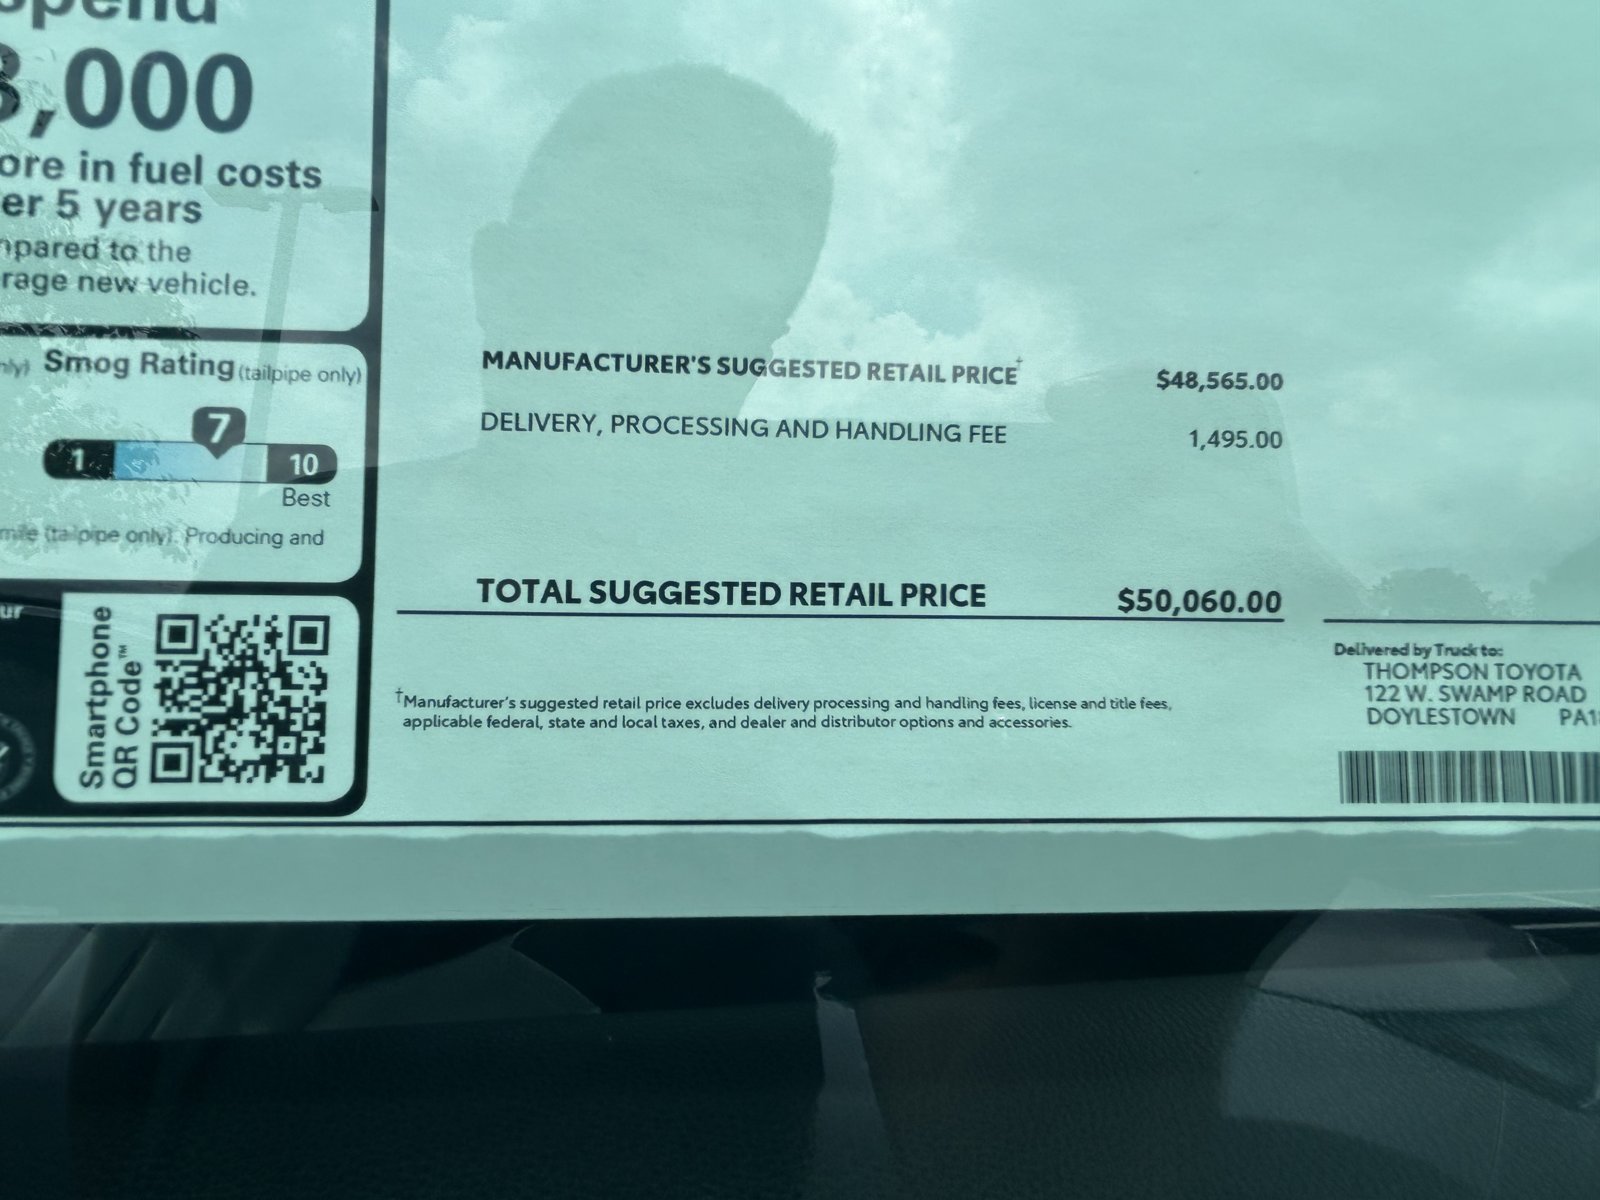 ,000
in fuel costs
5 years
to the
new vehicle.
Smog Rating (tailpipe only)
7
1
10
Best
(tailpipe only). Producing and
Smartphone
QR Code™
MANUFACTURER'S SUGGESTED RETAIL PRICE† $48,565.00
DELIVERY, PROCESSING AND HANDLING FEE 1,495.00
TOTAL SUGGESTED RETAIL PRICE $50,060.00
†Manufacturer's suggested retail price excludes delivery processing and handling fees, license and title fees,
applicable federal, state and local taxes, and dealer and distributor options and accessories.
Delivered by Truck to:
THOMPSON TOYOTA
122 W. SWAMP ROAD
DOYLESTOWN PA